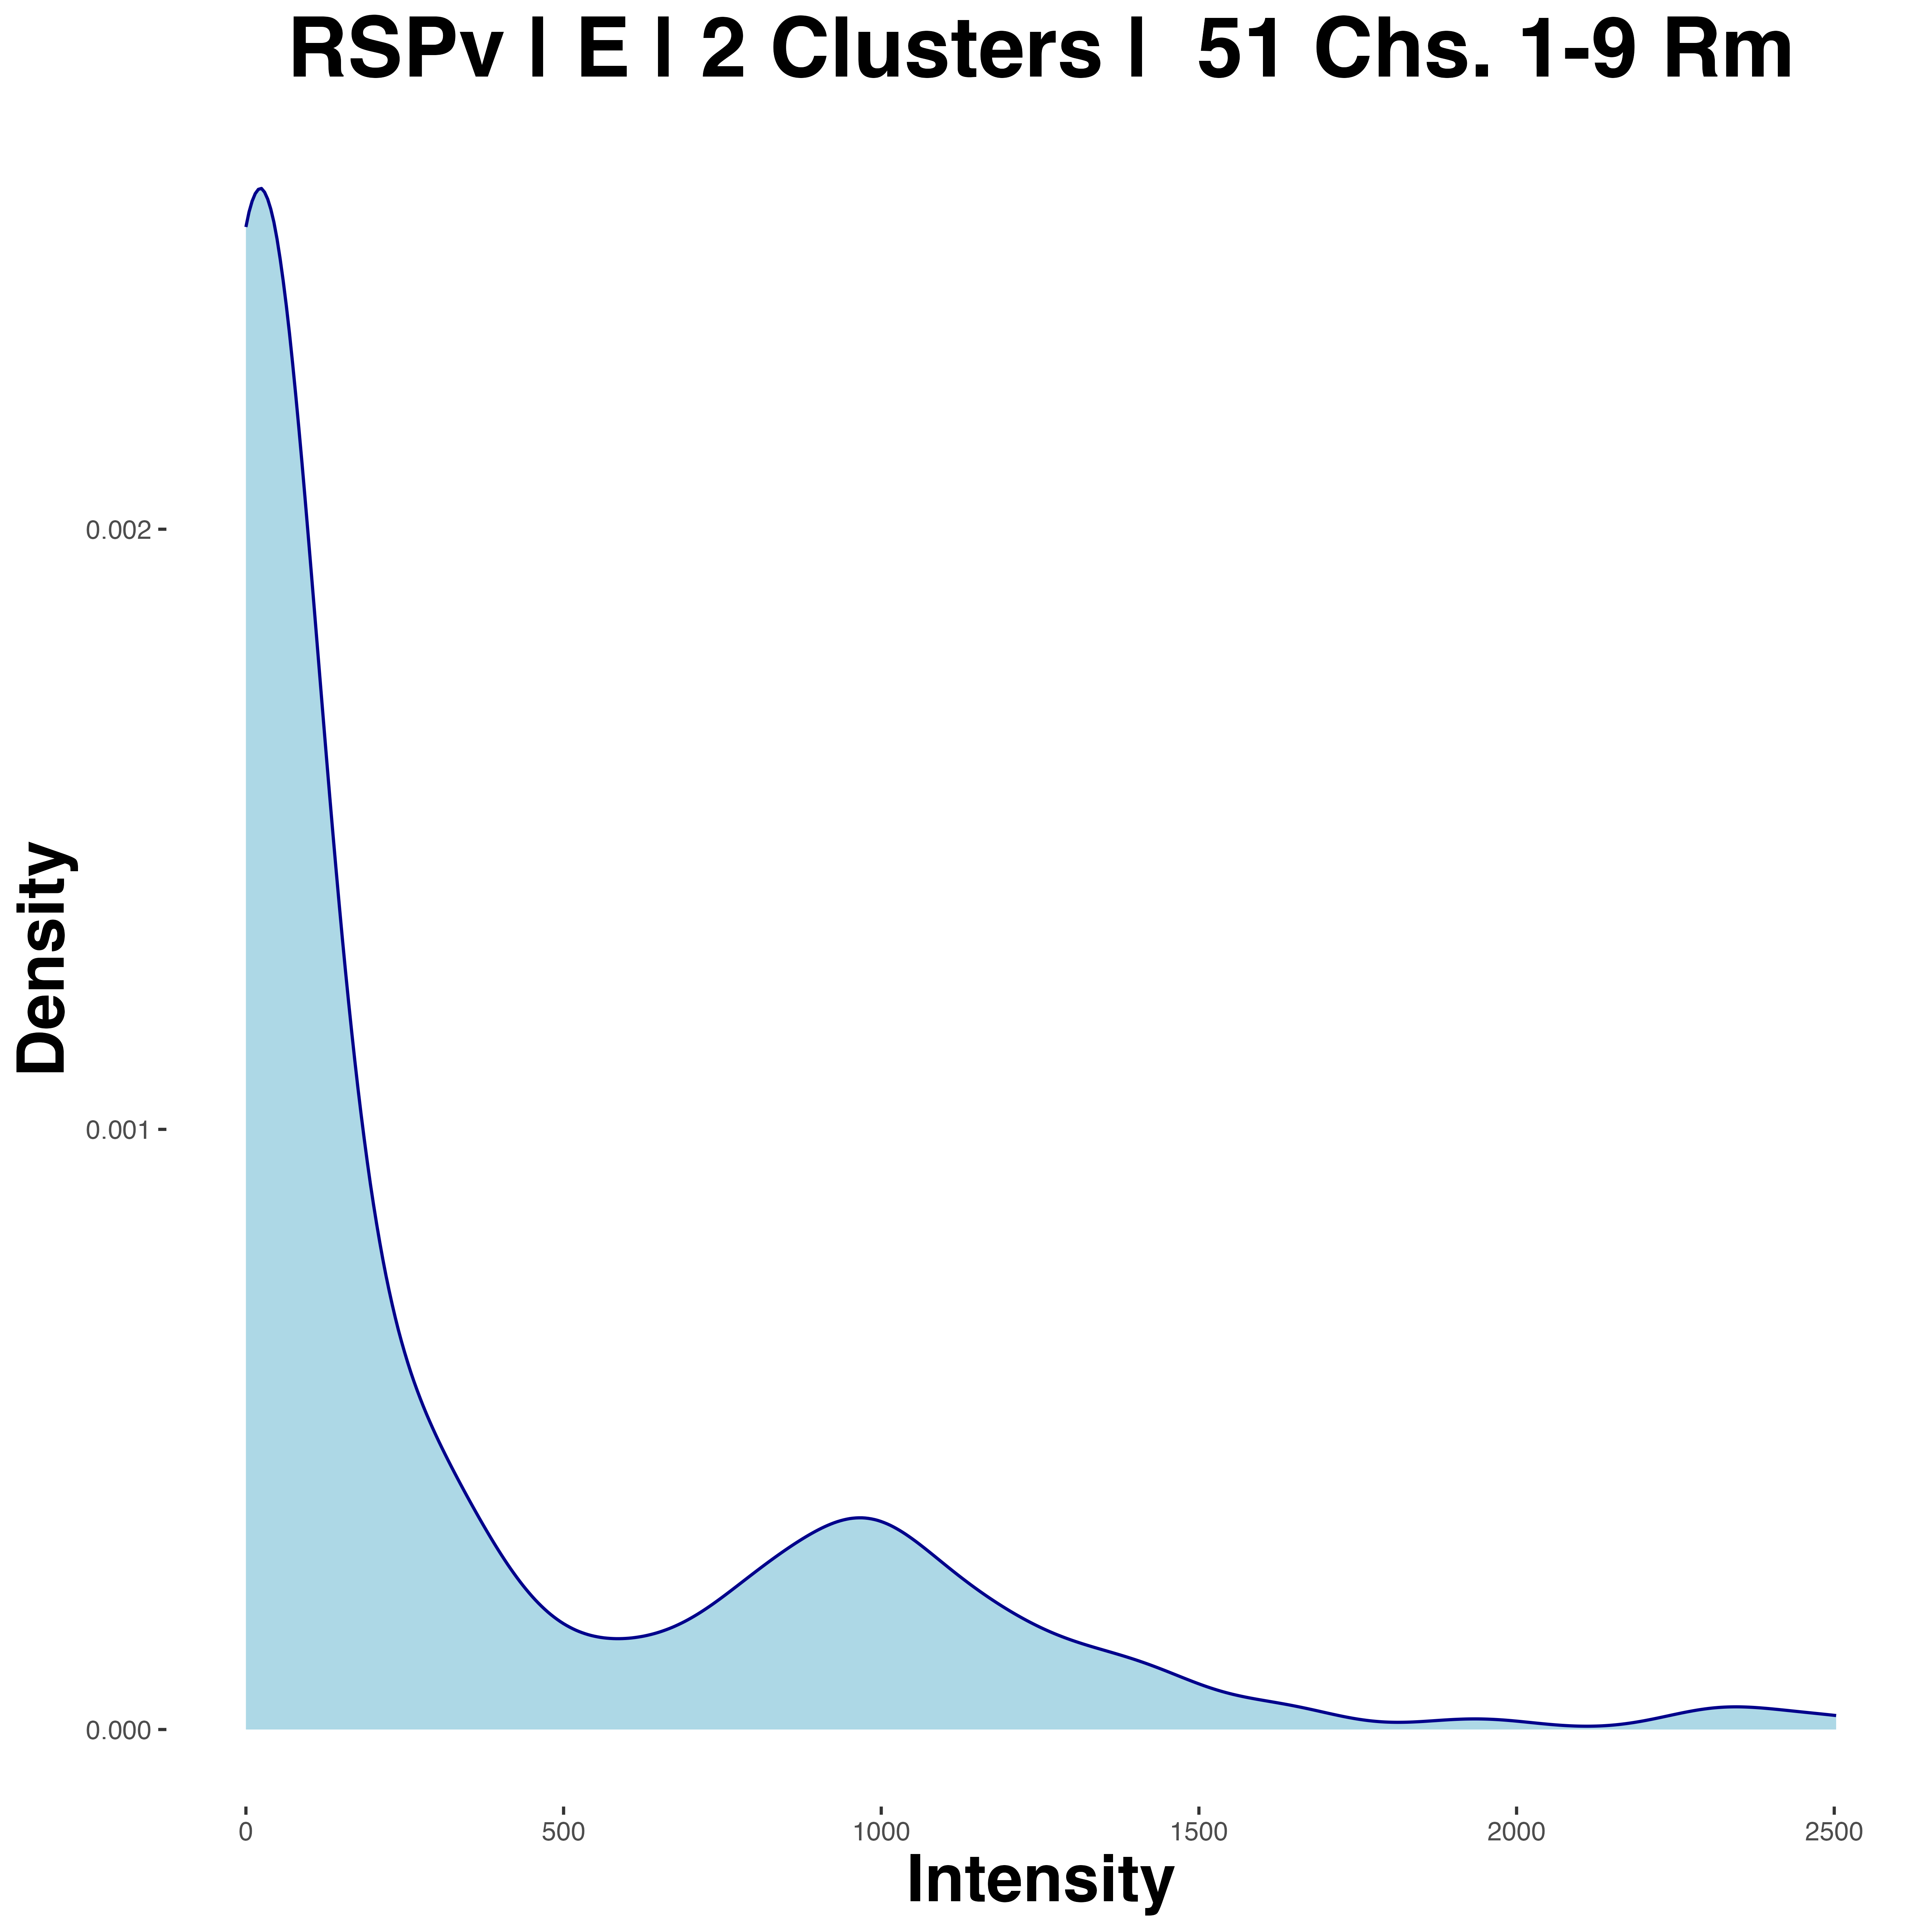 RSPv | E | 2 Clusters | 51 Chs. 1-9 Rm
Density
0.002
0.001
0.000
0 500 1000 1500 2000 2500
Intensity